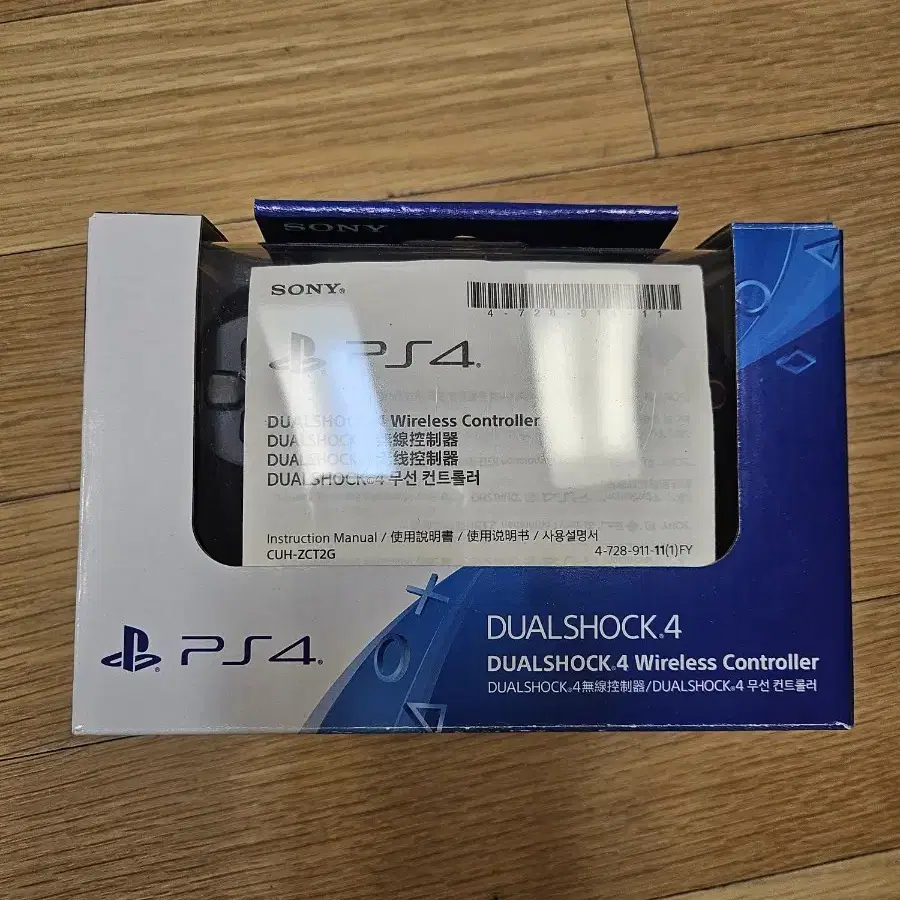 SONY
SONY®
4-728-911-11
PS4®
DUALSHOCK®4 Wireless Controller
DUALSHOCK®4 無線控制器
DUALSHOCK®4 无线控制器
DUALSHOCK®4 무선 컨트롤러
Instruction Manual / 使用說明書 / 使用说明书 / 사용설명서
CUH-ZCT2G
4-728-911-11(1)FY
PS4®
DUALSHOCK®4
DUALSHOCK®4 Wireless Controller
DUALSHOCK®4無線控制器/DUALSHOCK®4 무선 컨트롤러